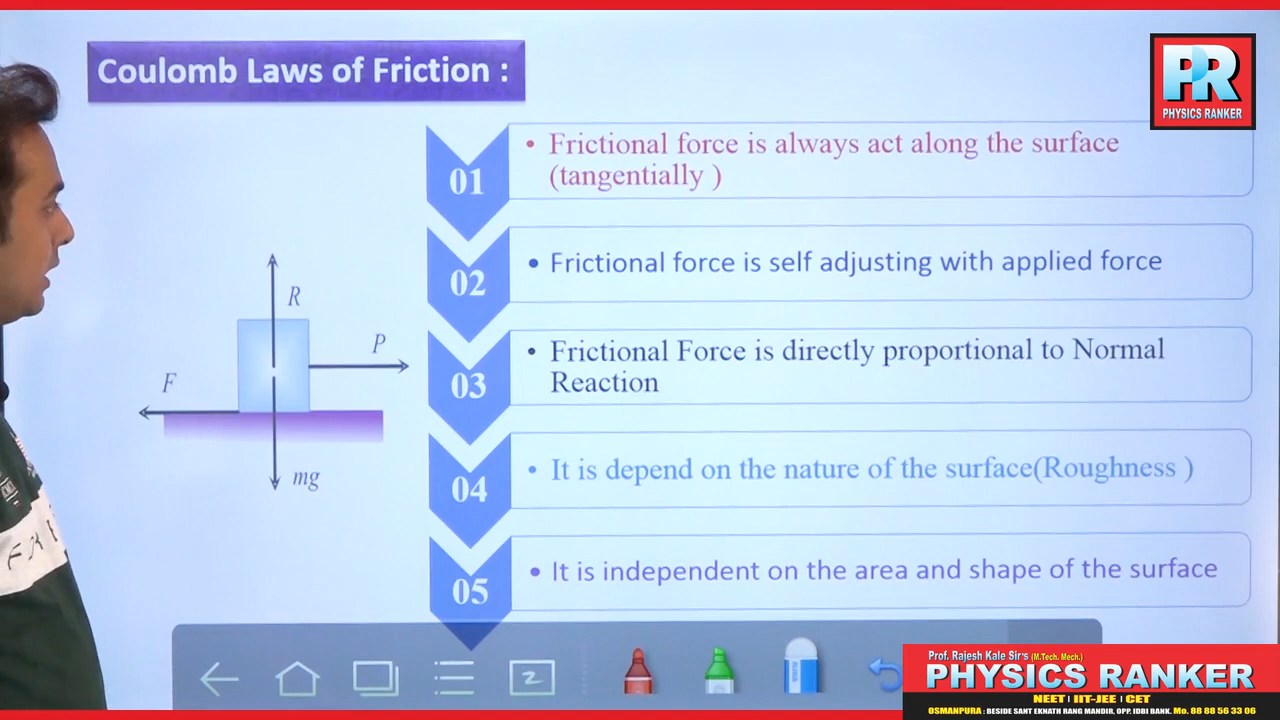 Coulomb Laws of Friction :
PR
PHYSICS RANKER
01
• Frictional force is always act along the surface
(tangentially )
02
• Frictional force is self adjusting with applied force
03
• Frictional Force is directly proportional to Normal
Reaction
04
• It is depend on the nature of the surface(Roughness )
05
• It is independent on the area and shape of the surface
R
P
F
mg
2
Prof. Rajesh Kale Sir's (M.Tech. Mech.)
PHYSICS RANKER
NEET | IIT-JEE | CET
OSMANPURA : BESIDE SANT EKNATH RANG MANDIR, OPP. IDBI BANK. Mo. 88 88 56 33 06